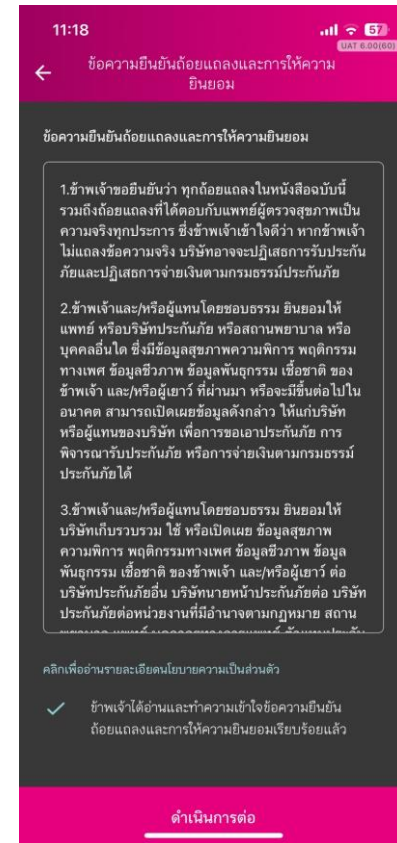 11:18
57
UAT 6.00(60)
ข้อความยืนยันถ้อยแถลงและการให้ความ
ยินยอม
ข้อความยืนยันถ้อยแถลงและการให้ความยินยอม
1.ข้าพเจ้าขอยืนยันว่า ทุกถ้อยแถลงในหนังสือฉบับนี้
รวมถึงถ้อยแถลงที่ได้ตอบกับแพทย์ผู้ตรวจสุขภาพเป็น
ความจริงทุกประการ ซึ่งข้าพเจ้าเข้าใจดีว่า หากข้าพเจ้า
ไม่แถลงข้อความจริง บริษัทอาจจะปฏิเสธการรับประกัน
ภัยและปฏิเสธการจ่ายเงินตามกรมธรรม์ประกันภัย
2.ข้าพเจ้าและ/หรือผู้แทนโดยชอบธรรม ยินยอมให้
แพทย์ หรือบริษัทประกันภัย หรือสถานพยาบาล หรือ
บุคคลอื่นใด ซึ่งมีข้อมูลสุขภาพความพิการ พฤติกรรม
ทางเพศ ข้อมูลชีวภาพ ข้อมูลพันธุกรรม เชื้อชาติ ของ
ข้าพเจ้า และ/หรือผู้เยาว์ ที่ผ่านมา หรือจะมีขึ้นต่อไปใน
อนาคต สามารถเปิดเผยข้อมูลดังกล่าว ให้แก่บริษัท
หรือผู้แทนของบริษัท เพื่อการขอเอาประกันภัย การ
พิจารณารับประกันภัย หรือการจ่ายเงินตามกรมธรรม์
ประกันภัยได้
3.ข้าพเจ้าและ/หรือผู้แทนโดยชอบธรรม ยินยอมให้
บริษัทเก็บรวบรวม ใช้ หรือเปิดเผย ข้อมูลสุขภาพ
ความพิการ พฤติกรรมทางเพศ ข้อมูลชีวภาพ ข้อมูล
พันธุกรรม เชื้อชาติ ของข้าพเจ้า และ/หรือผู้เยาว์ ต่อ
บริษัทประกันภัยอื่น บริษัทนายหน้าประกันภัยต่อ บริษัท
ประกันภัยต่อหน่วยงานที่มีอำนาจตามกฎหมาย สถาน
คลิกเพื่ออ่านรายละเอียดนโยบายความเป็นส่วนตัว
ข้าพเจ้าได้อ่านและทำความเข้าใจข้อความยืนยัน
ถ้อยแถลงและการให้ความยินยอมเรียบร้อยแล้ว
ดำเนินการต่อ